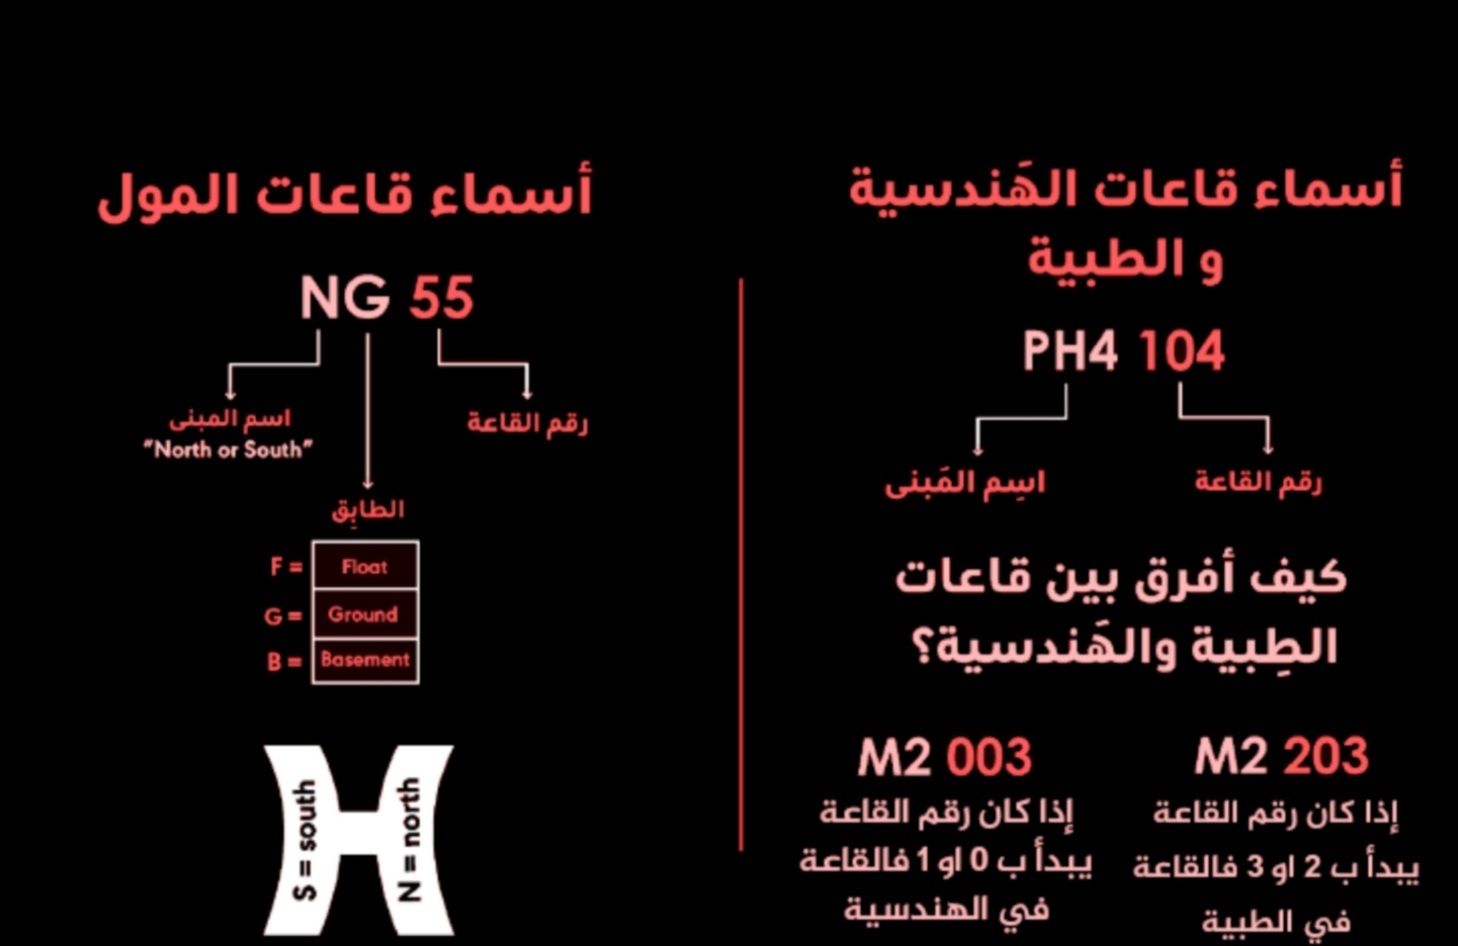 أسماء قاعات الهَندسية
و الطبية
PH4 104
اسِم المَبنى
رقم القاعة
كيف أفرق بين قاعات
الطِبية والهَندسية؟
M2 203
إذا كان رقم القاعة
يبدأ ب 2 او 3 فالقاعة
في الطبية
M2 003
إذا كان رقم القاعة
يبدأ ب 0 او 1 فالقاعة
في الهندسية
أسماء قاعات المول
NG 55
اسم المبنى
“North or South”
رقم القاعة
الطابِق
F = Float
G = Ground
B = Basement
S = south
N = north